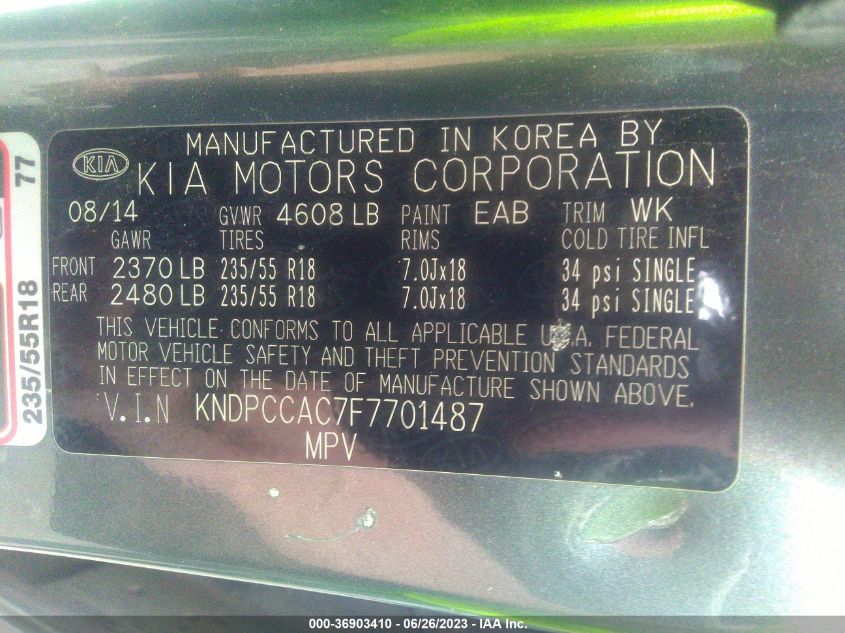 MANUFACTURED IN KOREA BY
KIA KIA MOTORS CORPORATION
08/14 GVWR 4608 LB PAINT EAB TRIM WK
GAWR TIRES RIMS COLD TIRE INFL
FRONT 2370 LB 235/55 R18 7.0Jx18 34 psi SINGLE
REAR 2480 LB 235/55 R18 7.0Jx18 34 psi SINGLE
THIS VEHICLE CONFORMS TO ALL APPLICABLE U.S.A. FEDERAL
MOTOR VEHICLE SAFETY AND THEFT PREVENTION STANDARDS
IN EFFECT ON THE DATE OF MANUFACTURE SHOWN ABOVE.
V.I.N KNDPCCAC7F7701487
MPV
235/55R18 77
000-36903410 - 06/26/2023 - IAA Inc.